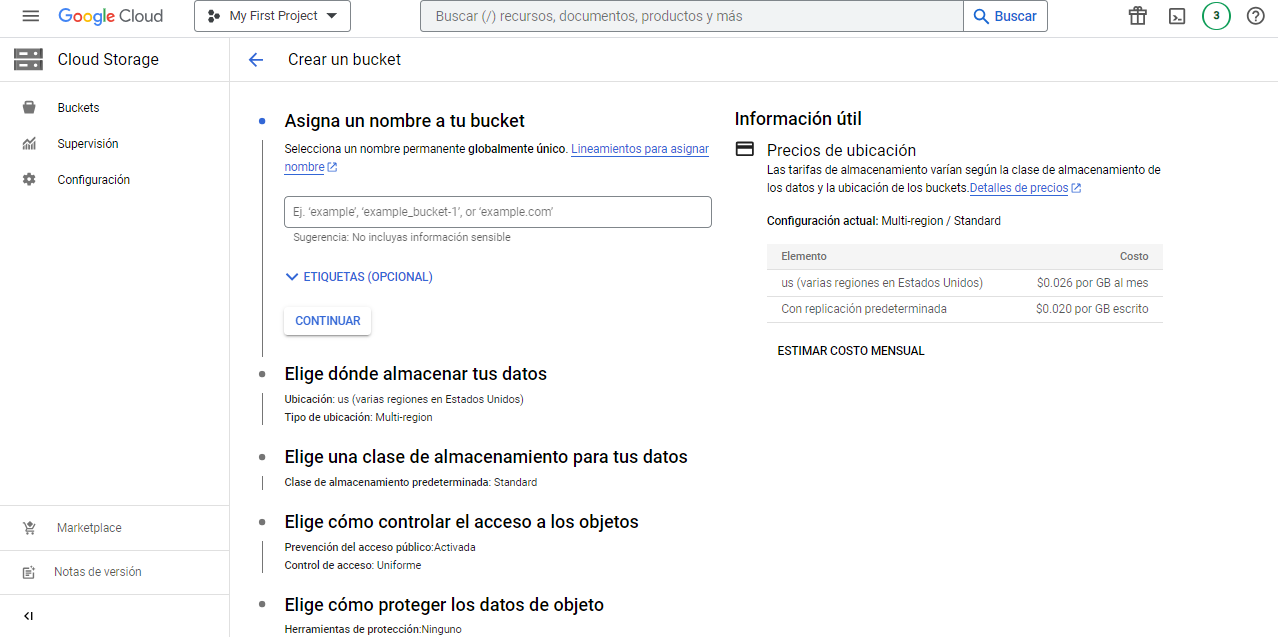 Google Cloud
My First Project
Buscar (/) recursos, documentos, productos y más
Buscar
3
Cloud Storage
Crear un bucket
Buckets
Supervisión
Configuración
Marketplace
Notas de versión
Asigna un nombre a tu bucket
Selecciona un nombre permanente globalmente único. Lineamientos para asignar
nombre
Ej. 'example', 'example_bucket-1', or 'example.com'
Sugerencia: No incluyas información sensible
ETIQUETAS (OPCIONAL)
CONTINUAR
Elige dónde almacenar tus datos
Ubicación: us (varias regiones en Estados Unidos)
Tipo de ubicación: Multi-region
Elige una clase de almacenamiento para tus datos
Clase de almacenamiento predeterminada: Standard
Elige cómo controlar el acceso a los objetos
Prevención del acceso público:Activada
Control de acceso: Uniforme
Elige cómo proteger los datos de objeto
Herramientas de protección:Ninguno
Información útil
Precios de ubicación
Las tarifas de almacenamiento varían según la clase de almacenamiento de
los datos y la ubicación de los buckets.Detalles de precios
Configuración actual: Multi-region / Standard
Elemento Costo
us (varias regiones en Estados Unidos) $0.026 por GB al mes
Con replicación predeterminada $0.020 por GB escrito
ESTIMAR COSTO MENSUAL